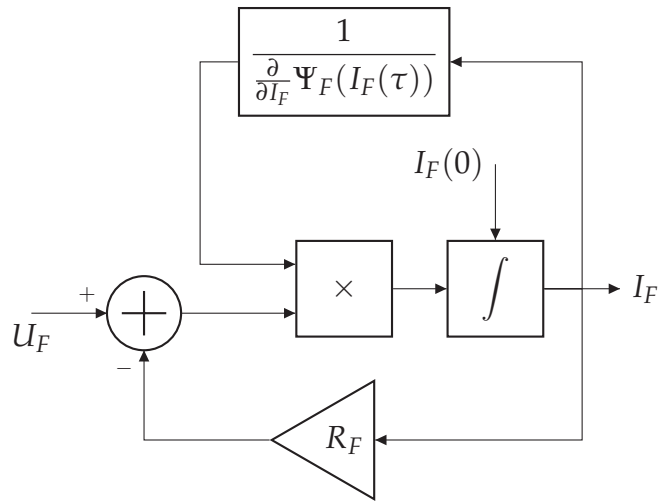 1
∂/∂I_F Ψ_F(I_F(τ))
I_F(0)
×
∫
I_F
+
U_F
+
−
R_F